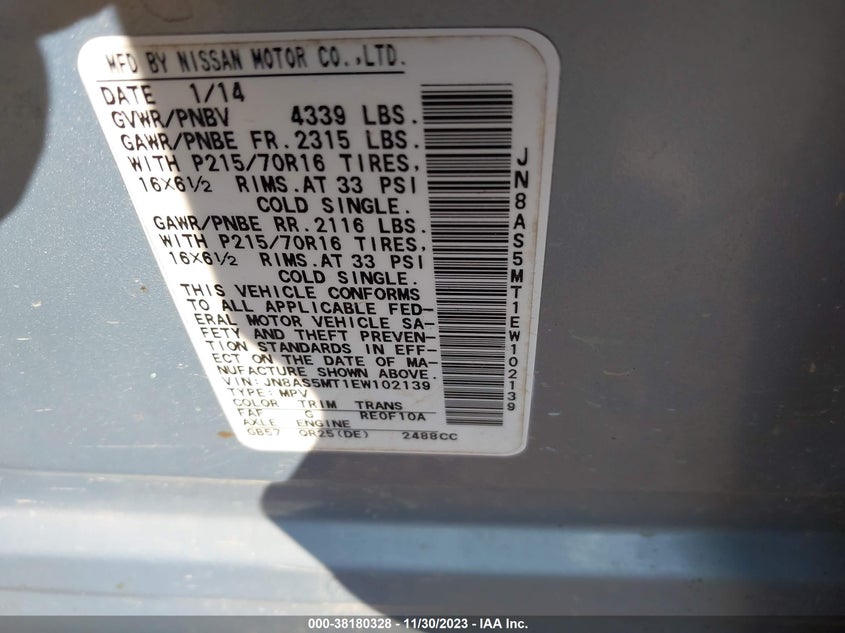 MFD BY NISSAN MOTOR CO.,LTD.
DATE 1/14
GVWR/PNBV 4339 LBS.
GAWR/PNBE FR.2315 LBS.
WITH P215/70R16 TIRES,
16X6½ RIMS.AT 33 PSI
COLD SINGLE.
GAWR/PNBE RR.2116 LBS.
WITH P215/70R16 TIRES,
16X6½ RIMS.AT 33 PSI
COLD SINGLE.
THIS VEHICLE CONFORMS
TO ALL APPLICABLE FED-
ERAL MOTOR VEHICLE SA-
FETY AND THEFT PREVEN-
TION STANDARDS IN EFF-
ECT ON THE DATE OF MA-
NUFACTURE SHOWN ABOVE.
VIN:JN8AS5MT1EW102139
TYPE:MPV
COLOR TRIM TRANS
FAF G RE0F10A
AXLE ENGINE
GB57 QR25(DE) 2488CC
JN8AS5MT1EW102139
000-38180328 - 11/30/2023 - IAA Inc.